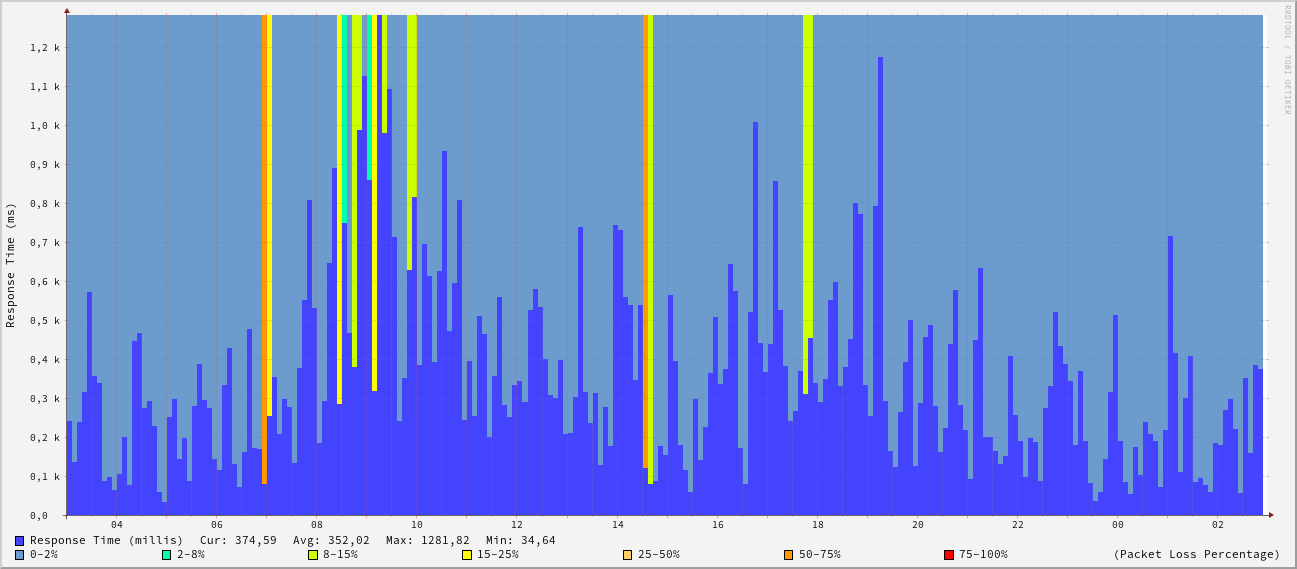 RRDTOOL / TOBI OETIKER
Response Time (ms)
1,2 k
1,1 k
1,0 k
0,9 k
0,8 k
0,7 k
0,6 k
0,5 k
0,4 k
0,3 k
0,2 k
0,1 k
0,0
04 06 08 10 12 14 16 18 20 22 00 02
Response Time (millis) Cur: 374,59 Avg: 352,02 Max: 1281,82 Min: 34,64
0-2% 2-8% 8-15% 15-25% 25-50% 50-75% 75-100% (Packet Loss Percentage)